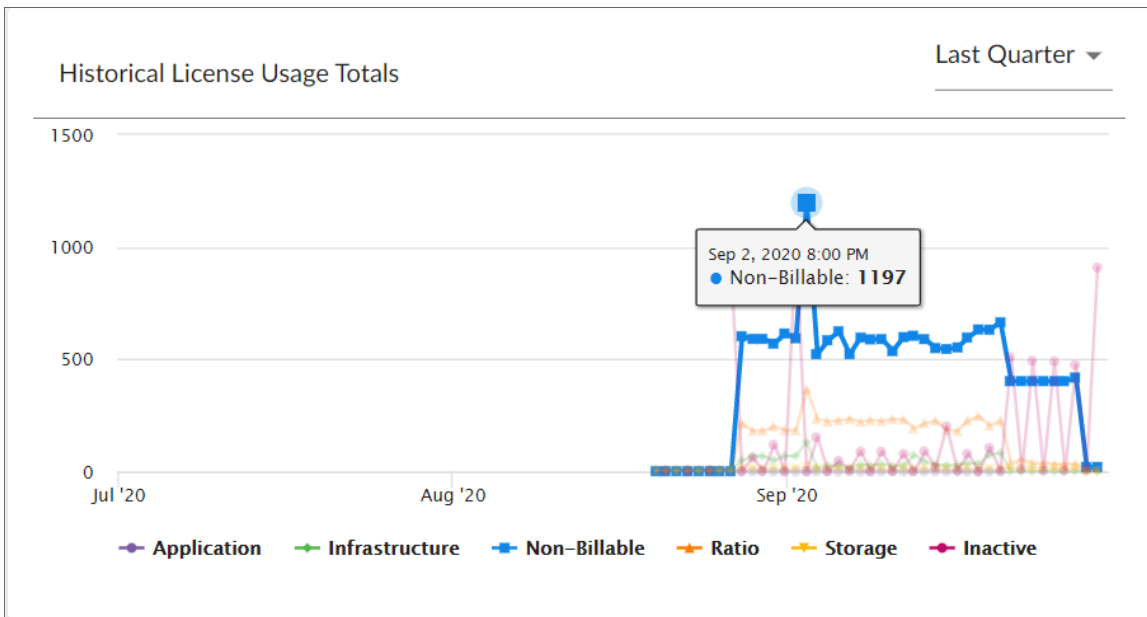 Historical License Usage Totals
Last Quarter
1500
1000
500
0
Sep 2, 2020 8:00 PM
Non-Billable: 1197
Jul '20
Aug '20
Sep '20
Application
Infrastructure
Non-Billable
Ratio
Storage
Inactive